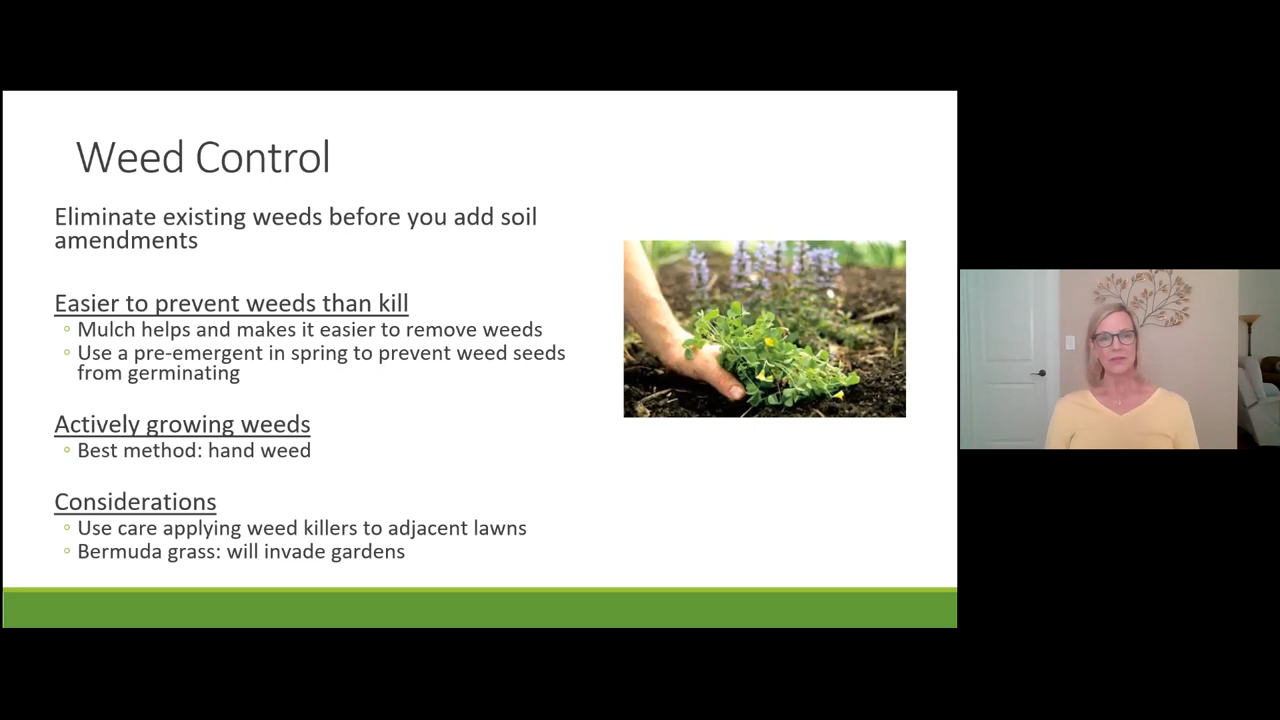 Weed Control
Eliminate existing weeds before you add soil
amendments
Easier to prevent weeds than kill
Mulch helps and makes it easier to remove weeds
Use a pre-emergent in spring to prevent weed seeds
from germinating
Actively growing weeds
Best method: hand weed
Considerations
Use care applying weed killers to adjacent lawns
Bermuda grass: will invade gardens